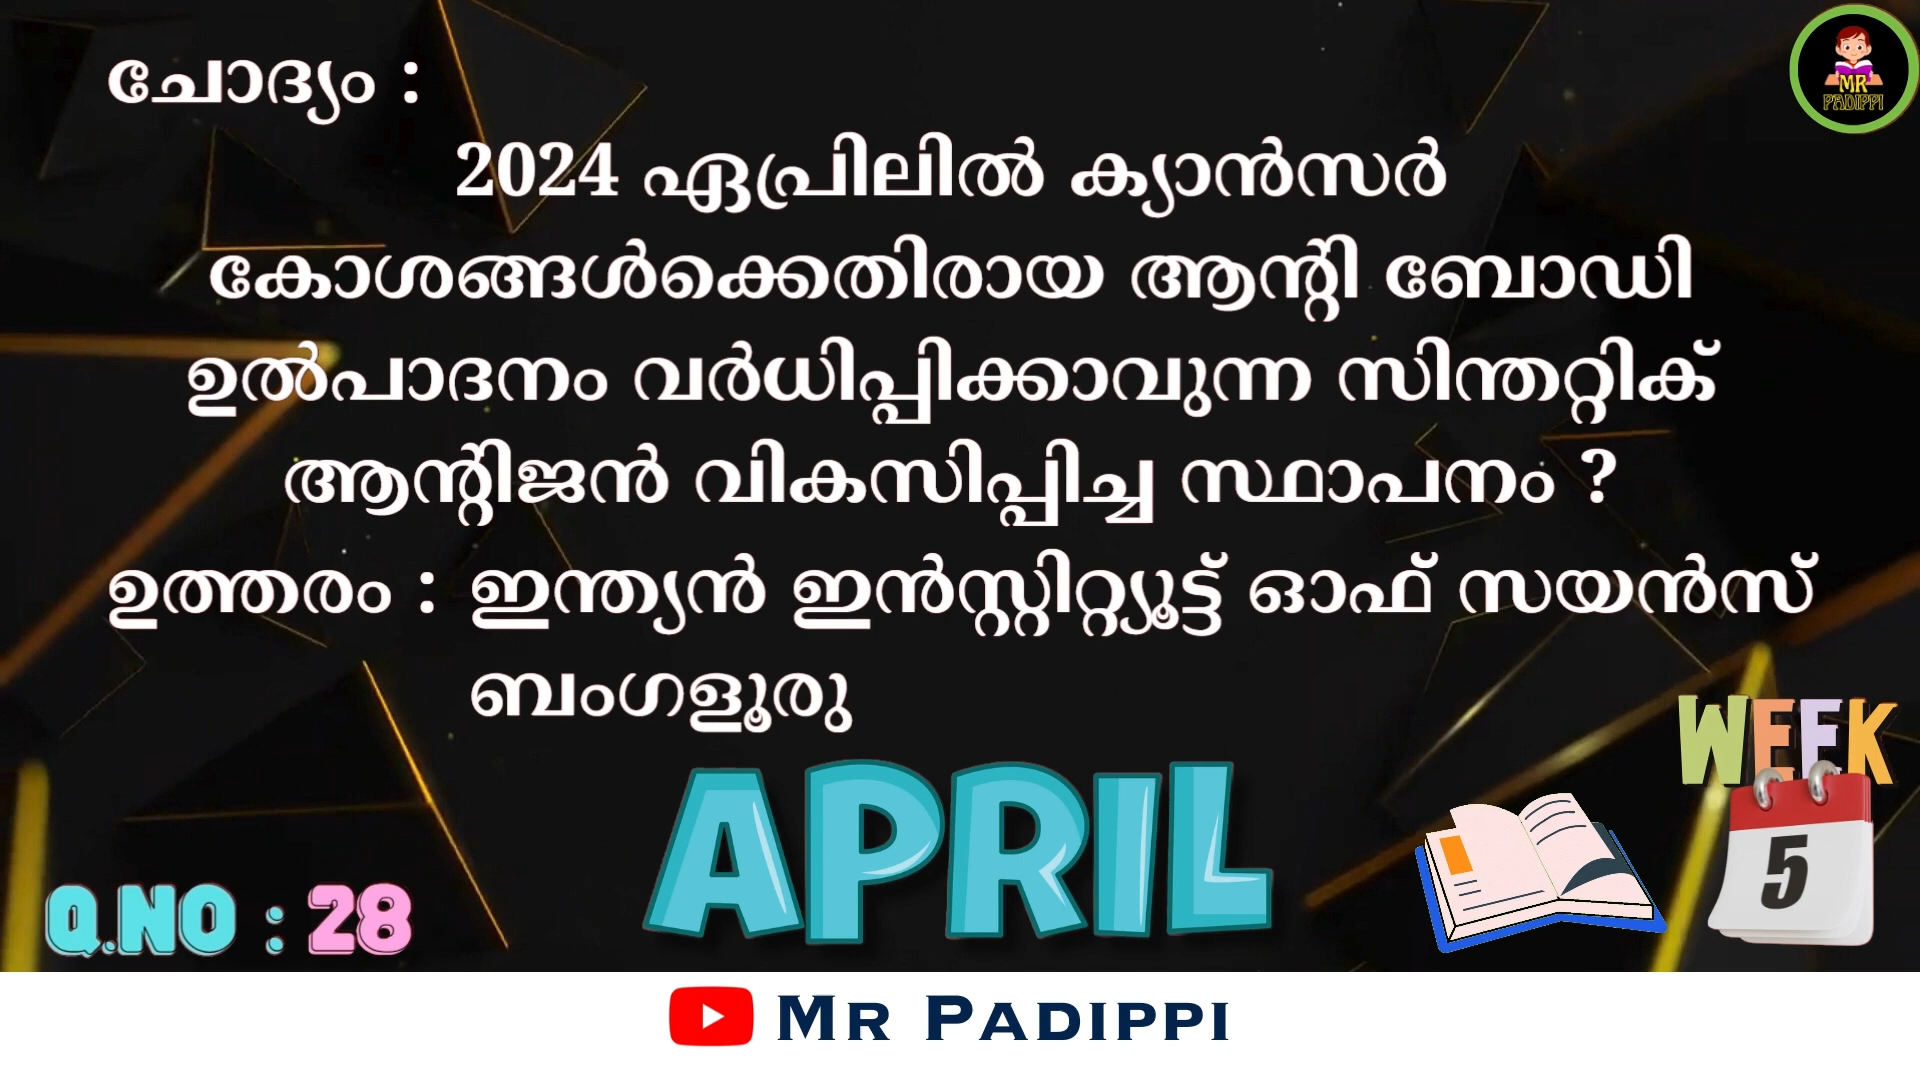 MR
PADIPPI
ചോദ്യം :
2024 ഏപ്രിലിൽ ക്യാൻസർ
കോശങ്ങൾക്കെതിരായ ആന്റി ബോഡി
ഉൽപാദനം വർധിപ്പിക്കാവുന്ന സിന്തറ്റിക്
ആന്റിജൻ വികസിപ്പിച്ച സ്ഥാപനം ?
ഉത്തരം : ഇന്ത്യൻ ഇൻസ്റ്റിറ്റ്യൂട്ട് ഓഫ് സയൻസ്
ബംഗളൂരു
WEEK
5
APRIL
Q.NO : 28
MR PADIPPI